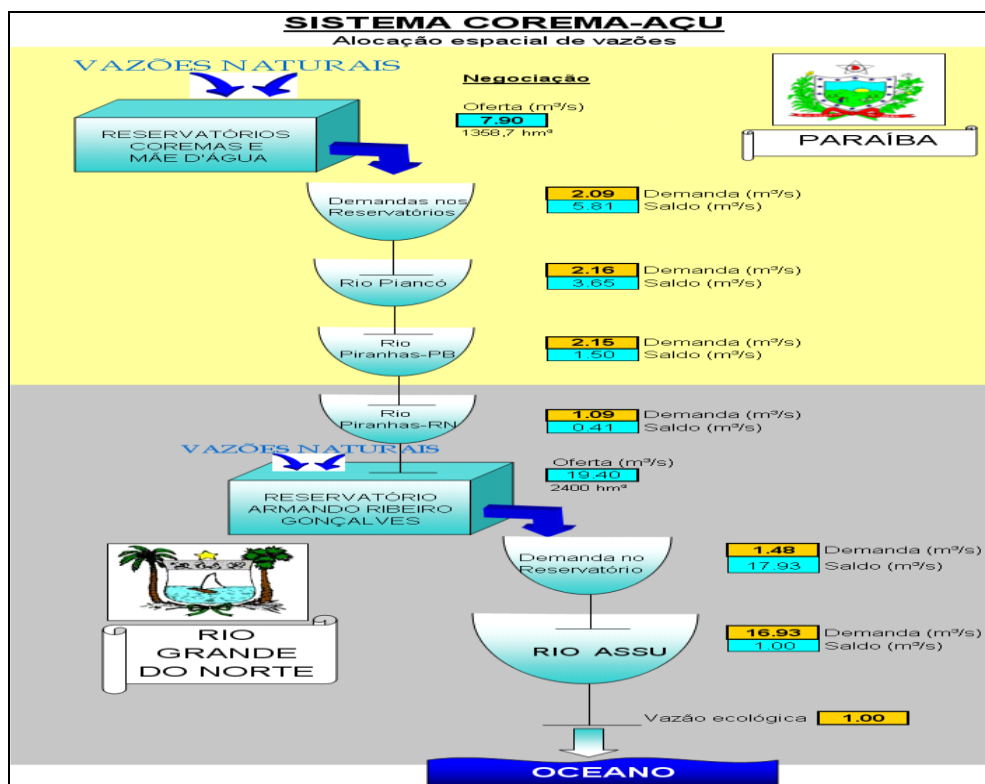 SISTEMA COREMA-AÇU
Alocação espacial de vazões
VAZÕES NATURAIS
Negociação
Oferta (m³/s)
7.90
1358,7 hm³
RESERVATÓRIOS
COREMAS E
MÃE D'ÁGUA
PARAÍBA
Demandas nos
Reservatórios
2.09 Demanda (m³/s)
5.81 Saldo (m³/s)
Rio Piancó
2.16 Demanda (m³/s)
3.65 Saldo (m³/s)
Rio
Piranhas-PB
2.15 Demanda (m³/s)
1.50 Saldo (m³/s)
Rio
Piranhas-RN
1.09 Demanda (m³/s)
0.41 Saldo (m³/s)
VAZÕES NATURAIS
Oferta (m³/s)
19.40
2400 hm³
RESERVATÓRIO
ARMANDO RIBEIRO
GONÇALVES
Demanda no
Reservatório
1.48 Demanda (m³/s)
17.93 Saldo (m³/s)
RIO
GRANDE
DO NORTE
RIO ASSU
16.93 Demanda (m³/s)
1.00 Saldo (m³/s)
Vazão ecológica 1.00
OCEANO